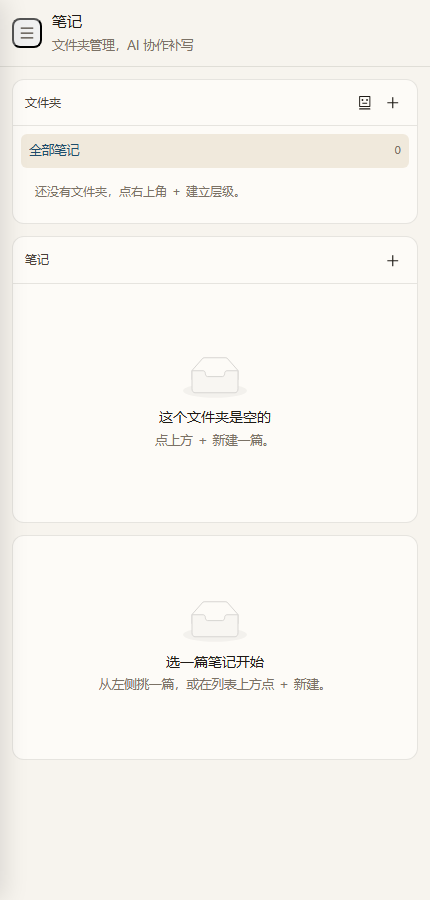 笔记
文件夹管理，AI 协作补写
文件夹
全部笔记 0
还没有文件夹，点右上角 + 建立层级。
笔记
这个文件夹是空的
点上方 + 新建一篇。
选一篇笔记开始
从左侧挑一篇，或在列表上方点 + 新建。